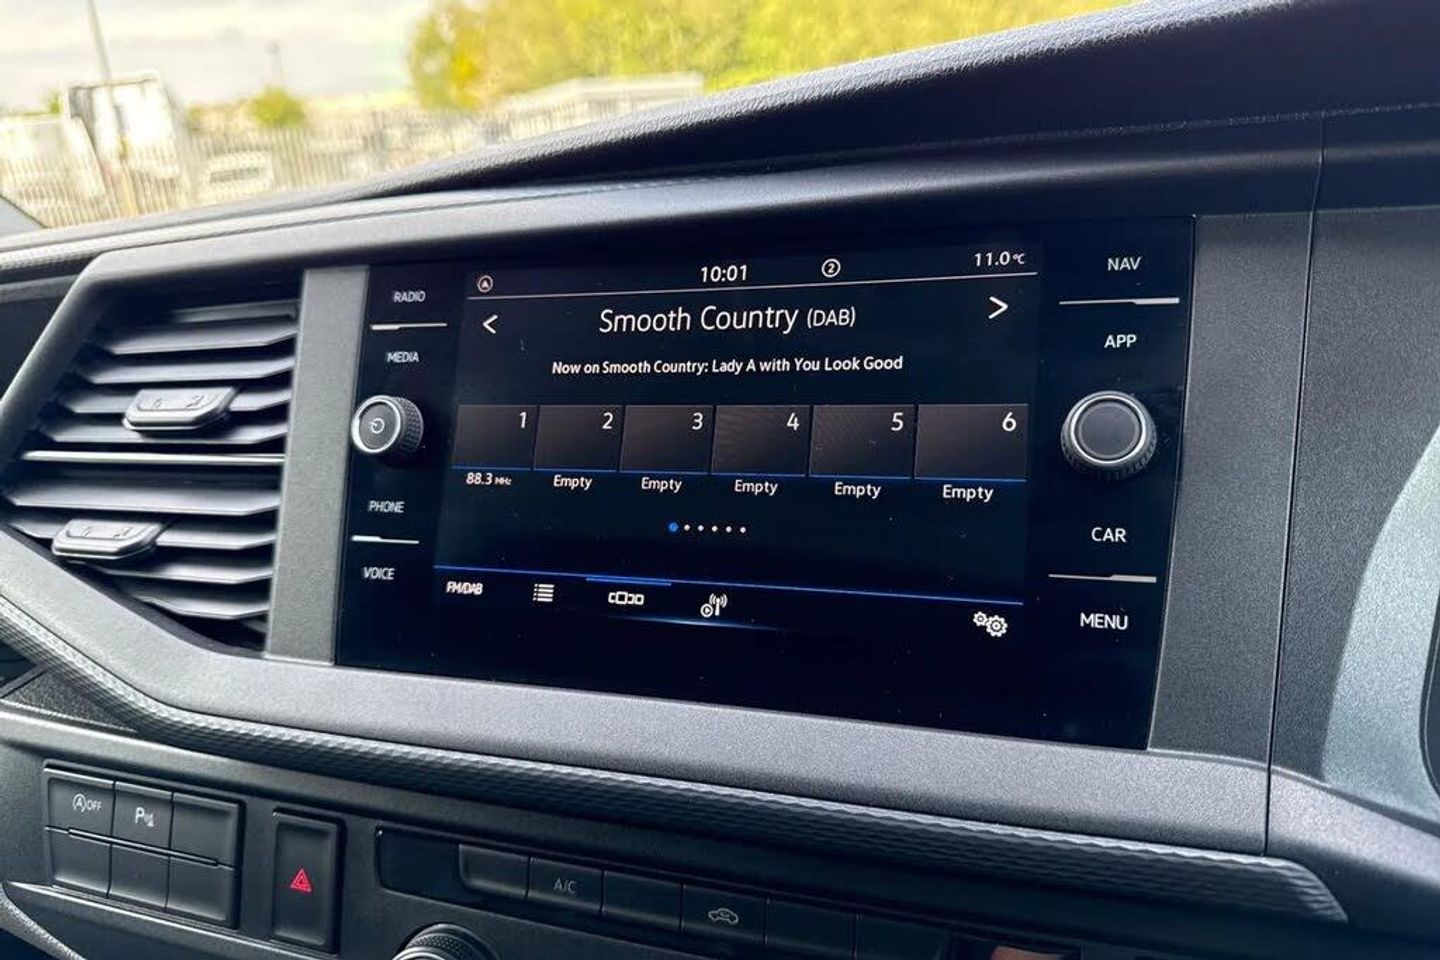 RADIO
MEDIA
PHONE
VOICE
10:01
2
11.0°C
Smooth Country (DAB)
Now on Smooth Country: Lady A with You Look Good
1 2 3 4 5 6
88.3 MHz Empty Empty Empty Empty Empty
FM/DAB
NAV
APP
CAR
MENU
A OFF
P
A/C